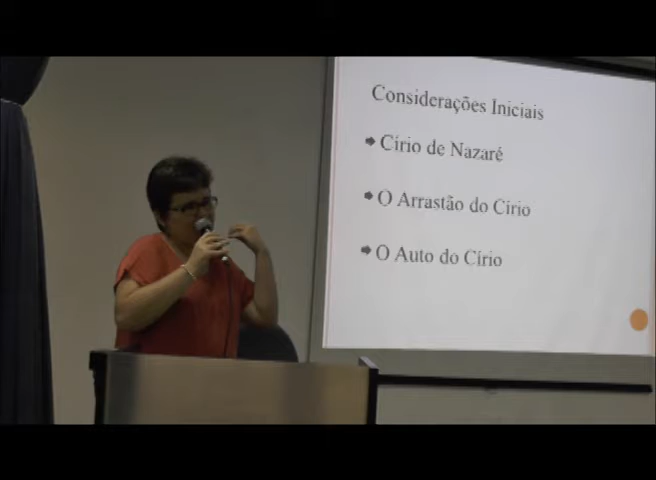 Considerações Iniciais
Círio de Nazaré
O Arrastão do Círio
O Auto do Círio